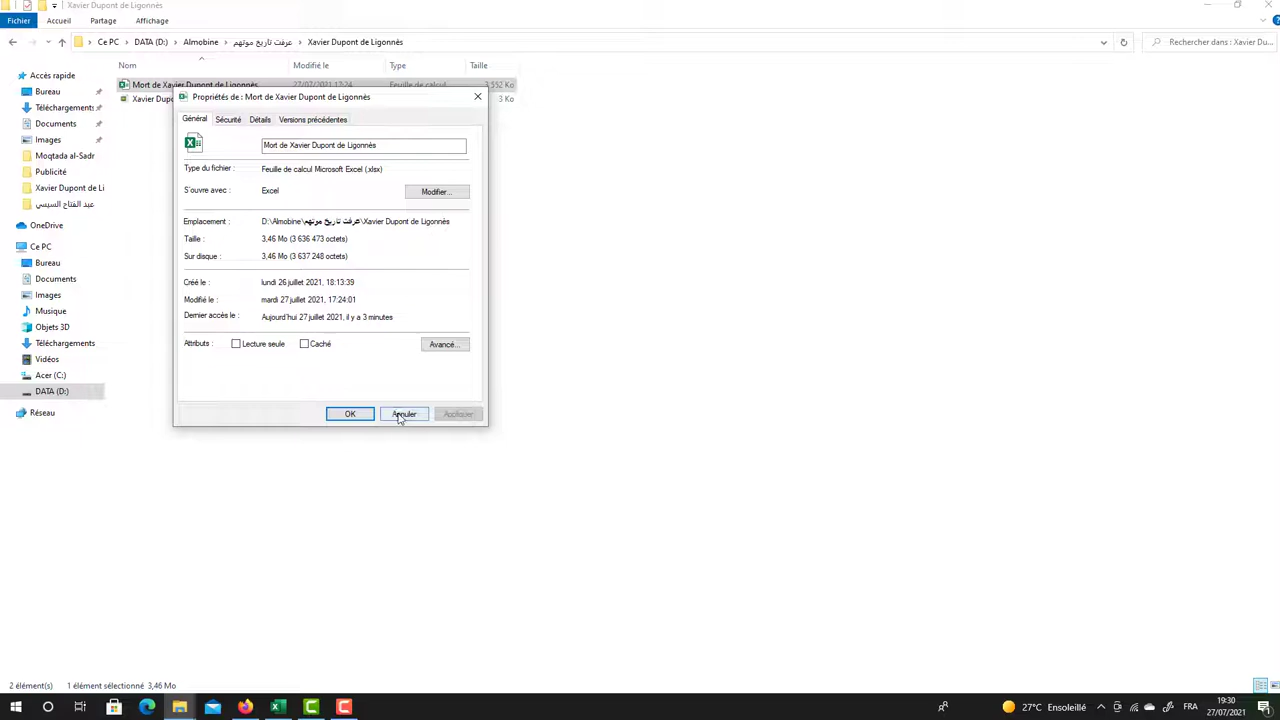 Xavier Dupont de Ligonnès
Fichier Accueil Partage Affichage
Ce PC DATA (D:) Almobine عرفت تاريخ موتهم Xavier Dupont de Ligonnès
Rechercher dans : Xavier Du...
Nom Modifié le Type Taille
Mort de Xavier Dupont de Ligonnès 27/07/2021 17:24 Feuille de calcul 3 552 Ko
Xavier Dupo 3 Ko
Accès rapide
Bureau
Téléchargements
Documents
Images
Moqtada al-Sadr
Publicité
Xavier Dupont de Li
عبد الفتاح السيسي
OneDrive
Ce PC
Bureau
Documents
Images
Musique
Objets 3D
Téléchargements
Vidéos
Acer (C:)
DATA (D:)
Réseau
Propriétés de : Mort de Xavier Dupont de Ligonnès
Général Sécurité Détails Versions précédentes
Mort de Xavier Dupont de Ligonnès
Type du fichier : Feuille de calcul Microsoft Excel (.xlsx)
S'ouvre avec : Excel Modifier...
Emplacement : D:\Almobine\عرفت تاريخ موتهم\Xavier Dupont de Ligonnès
Taille : 3,46 Mo (3 636 473 octets)
Sur disque : 3,46 Mo (3 637 248 octets)
Créé le : lundi 26 juillet 2021, 18:13:39
Modifié le : mardi 27 juillet 2021, 17:24:01
Dernier accès le : Aujourd'hui 27 juillet 2021, il y a 3 minutes
Attributs : Lecture seule Caché Avancé...
OK Annuler Appliquer
2 élément(s) 1 élément sélectionné 3,46 Mo
27°C Ensoleillé FRA 19:30
27/07/2021